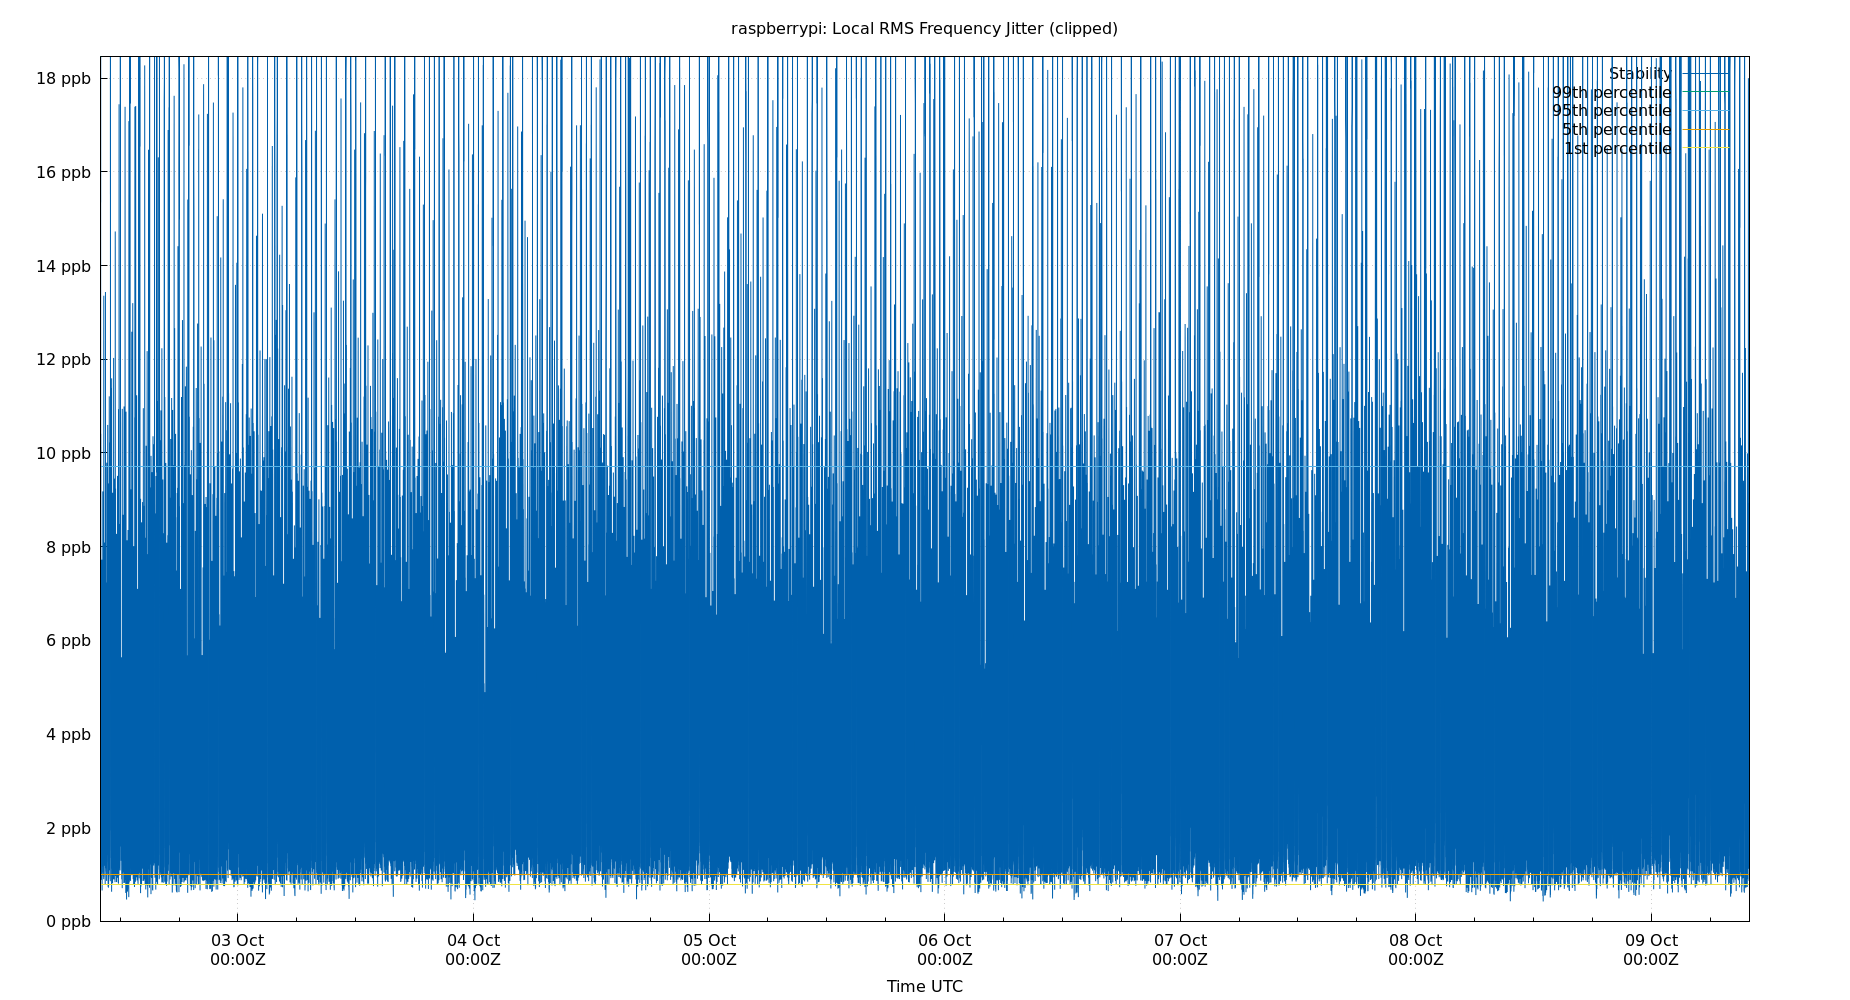 raspberrypi: Local RMS Frequency Jitter (clipped)
18 ppb
16 ppb
14 ppb
12 ppb
10 ppb
8 ppb
6 ppb
4 ppb
2 ppb
0 ppb
Stability
99th percentile
95th percentile
5th percentile
1st percentile
03 Oct 04 Oct 05 Oct 06 Oct 07 Oct 08 Oct 09 Oct
00:00Z 00:00Z 00:00Z 00:00Z 00:00Z 00:00Z 00:00Z
Time UTC